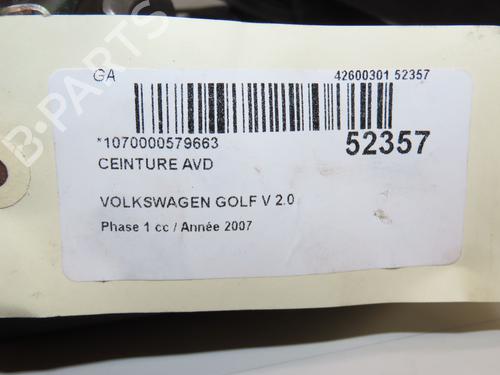 GA 42600301 52357
*1070000579663 52357
CEINTURE AVD
VOLKSWAGEN GOLF V 2.0
Phase 1 cc / Année 2007
B-PARTS